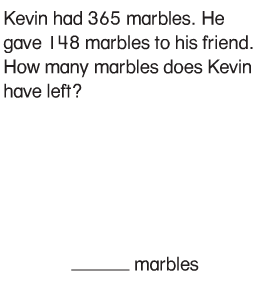 Kevin had 365 marbles. He
gave 148 marbles to his friend.
How many marbles does Kevin
have left?
______ marbles